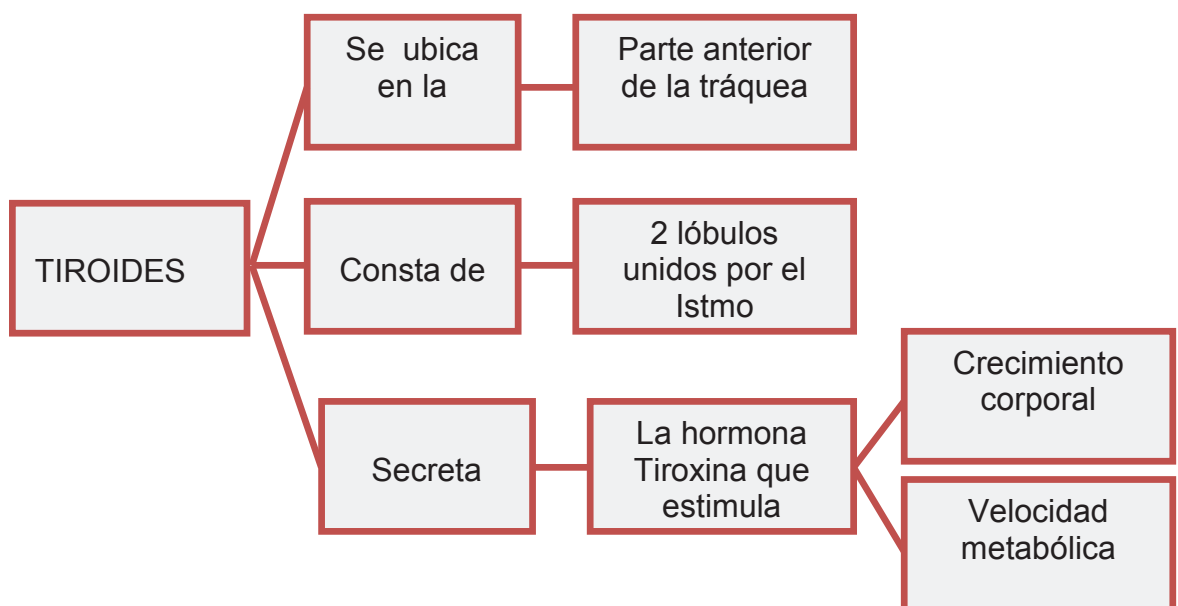 Se ubica
en la
Parte anterior
de la tráquea
TIROIDES
Consta de
2 lóbulos
unidos por el
Istmo
Secreta
La hormona
Tiroxina que
estimula
Crecimiento
corporal
Velocidad
metabólica